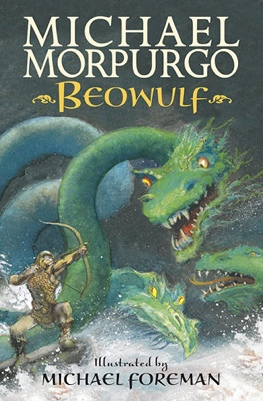 MICHAEL
MORPURGO
BEOWULF
Illustrated by
MICHAEL FOREMAN